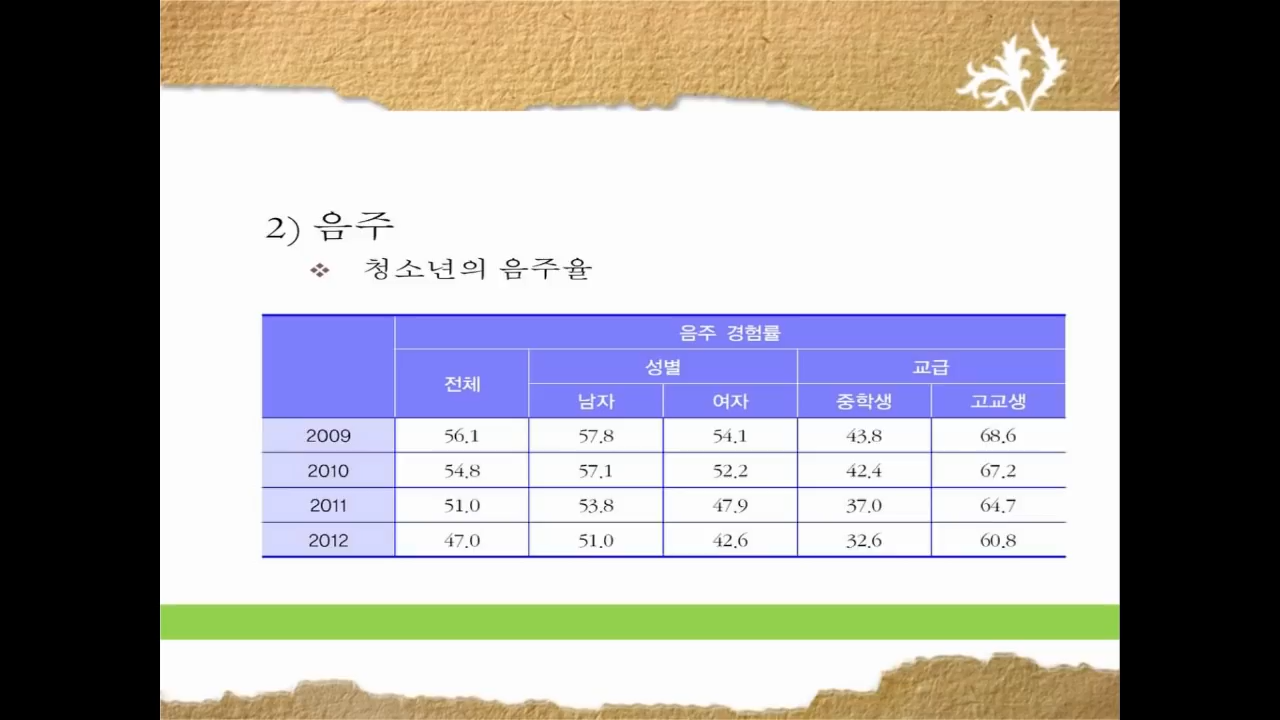 2) 음주
❖ 청소년의 음주율
음주 경험률
전체 성별 교급
남자 여자 중학생 고교생
2009 56.1 57.8 54.1 43.8 68.6
2010 54.8 57.1 52.2 42.4 67.2
2011 51.0 53.8 47.9 37.0 64.7
2012 47.0 51.0 42.6 32.6 60.8